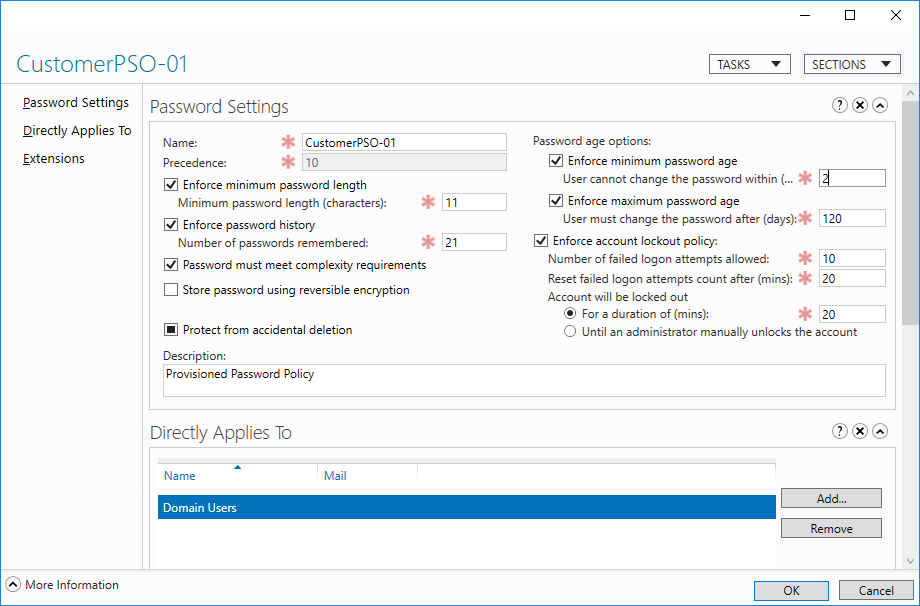 CustomerPSO-01
TASKS
SECTIONS
Password Settings
Directly Applies To
Extensions
Password Settings
Name: * CustomerPSO-01
Precedence: * 10
Enforce minimum password length
Minimum password length (characters): * 11
Enforce password history
Number of passwords remembered: * 21
Password must meet complexity requirements
Store password using reversible encryption
Protect from accidental deletion
Password age options:
Enforce minimum password age
User cannot change the password within (... * 2
Enforce maximum password age
User must change the password after (days): * 120
Enforce account lockout policy:
Number of failed logon attempts allowed: * 10
Reset failed logon attempts count after (mins): * 20
Account will be locked out
For a duration of (mins): * 20
Until an administrator manually unlocks the account
Description:
Provisioned Password Policy
Directly Applies To
Name Mail
Domain Users
Add...
Remove
More Information
OK
Cancel